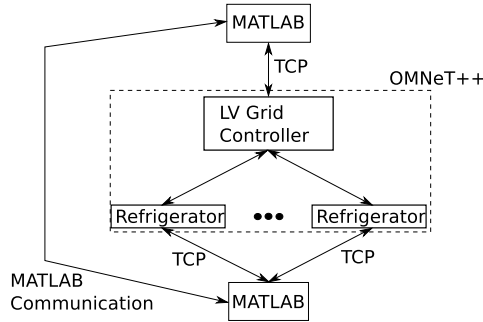 MATLAB
TCP
OMNeT++
LV Grid
Controller
Refrigerator
Refrigerator
TCP
TCP
MATLAB
Communication
MATLAB